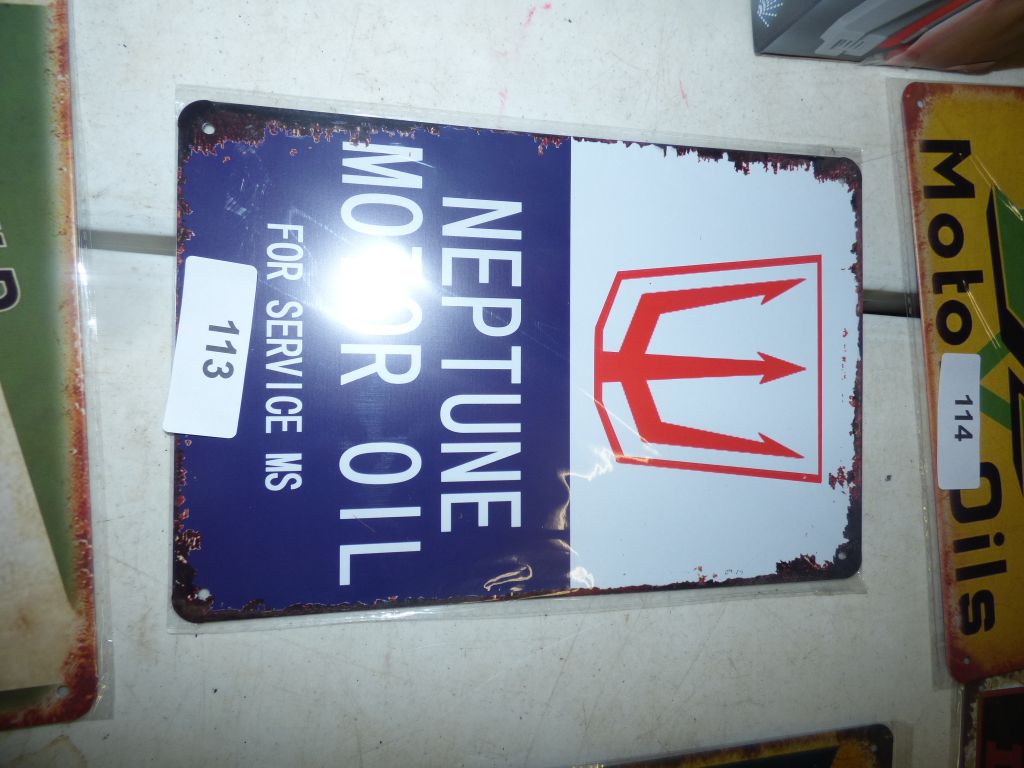 NEPTUNE
MOTOR OIL
FOR SERVICE MS
113
Moto Oils
114